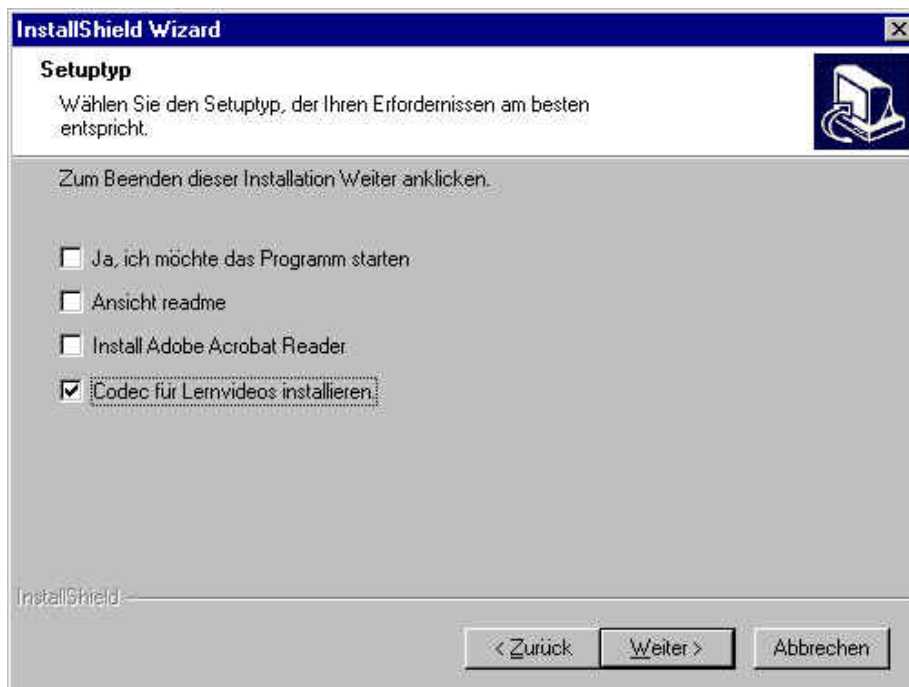 InstallShield Wizard
Setuptyp
Wählen Sie den Setuptyp, der Ihren Erfordernissen am besten
entspricht.
Zum Beenden dieser Installation Weiter anklicken.
Ja, ich möchte das Programm starten
Ansicht readme
Install Adobe Acrobat Reader
Codec für Lernvideos installieren.
InstallShield
< Zurück Weiter > Abbrechen